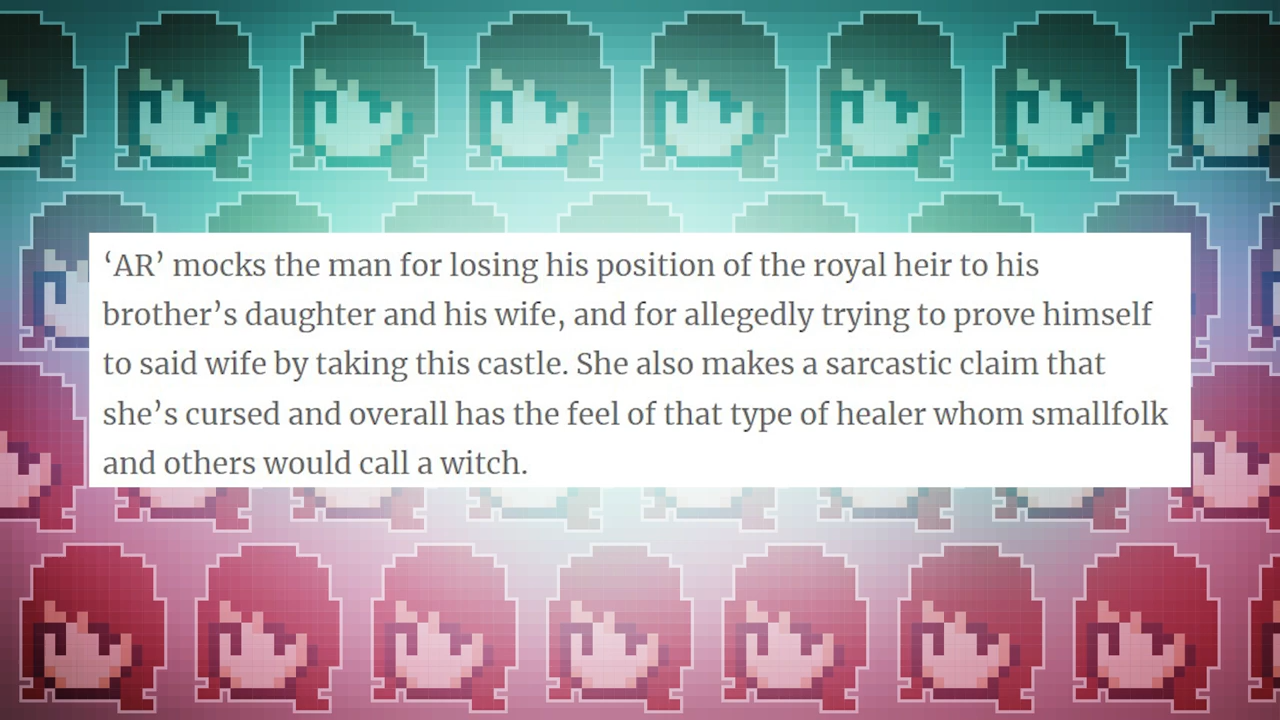 ‘AR’ mocks the man for losing his position of the royal heir to his
brother’s daughter and his wife, and for allegedly trying to prove himself
to said wife by taking this castle. She also makes a sarcastic claim that
she’s cursed and overall has the feel of that type of healer whom smallfolk
and others would call a witch.